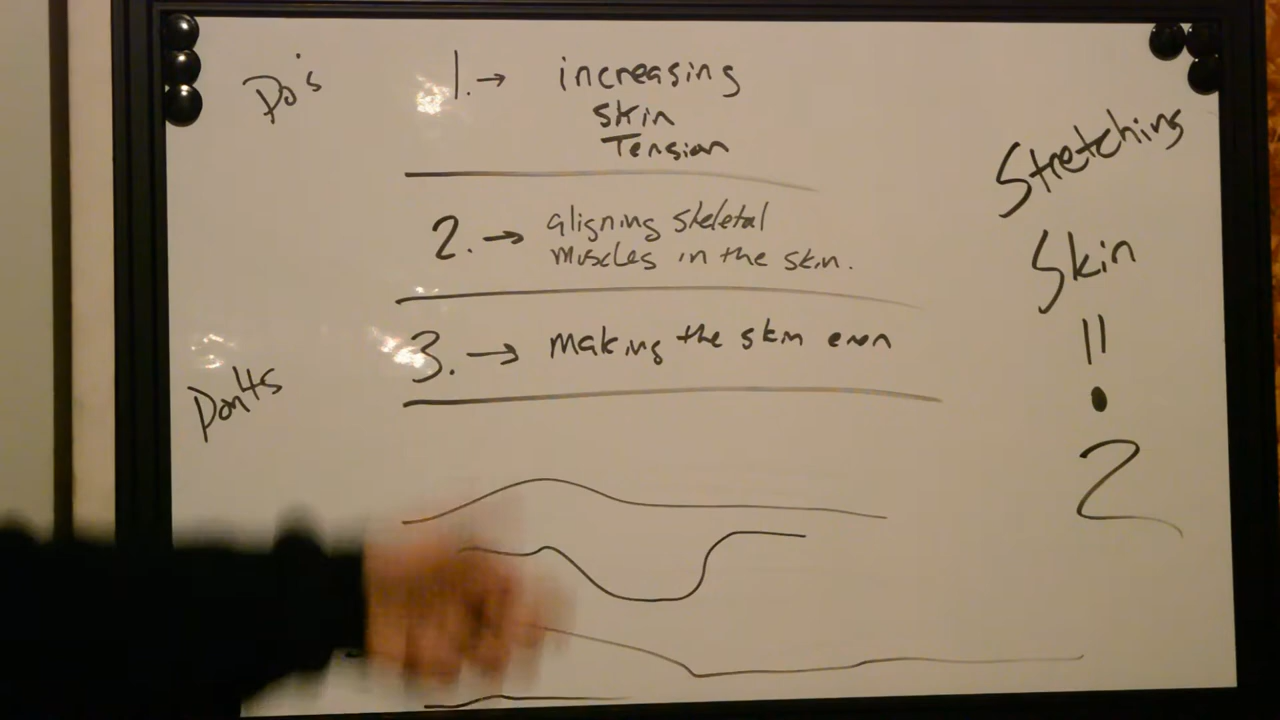 Do's
1. → increasing
skin
Tension
2. → aligning skeletal
muscles in the skin.
3. → making the skin even
Don'ts
Stretching
Skin
2